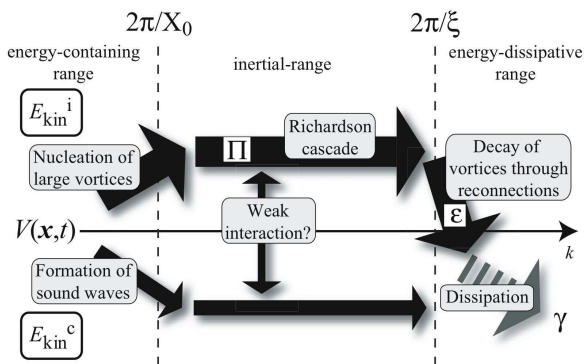 2π/X₀
2π/ξ
energy-containing
range
inertial-range
energy-dissipative
range
E_kin^i
Nucleation of
large vortices
Π
Richardson
cascade
Decay of
vortices through
reconnections
ε
V(x,t)
Weak
interaction?
k
Formation of
sound waves
Dissipation
E_kin^c
γ